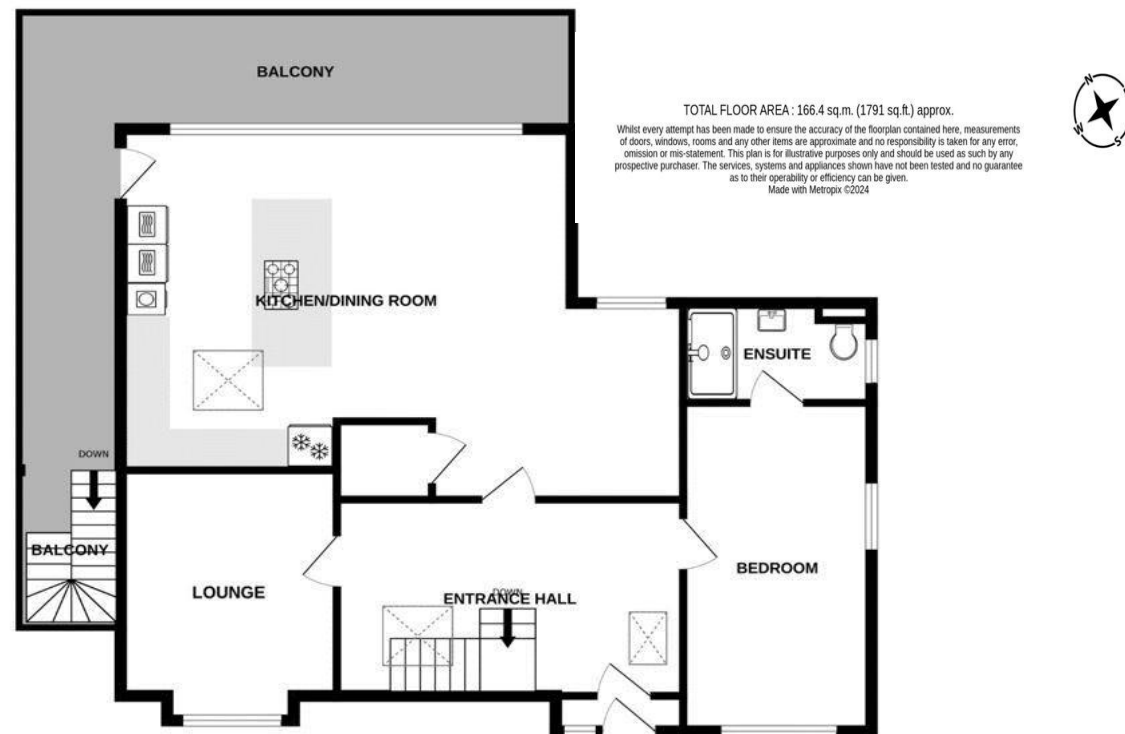 BALCONY
TOTAL FLOOR AREA : 166.4 sq.m. (1791 sq.ft.) approx.
Whilst every attempt has been made to ensure the accuracy of the floorplan contained here, measurements
of doors, windows, rooms and any other items are approximate and no responsibility is taken for any error,
omission or mis-statement. This plan is for illustrative purposes only and should be used as such by any
prospective purchaser. The services, systems and appliances shown have not been tested and no guarantee
as to their operability or efficiency can be given.
Made with Metropix ©2024
N
W
S
KITCHEN/DINING ROOM
ENSUITE
DOWN
BALCONY
LOUNGE
DOWN
ENTRANCE HALL
BEDROOM